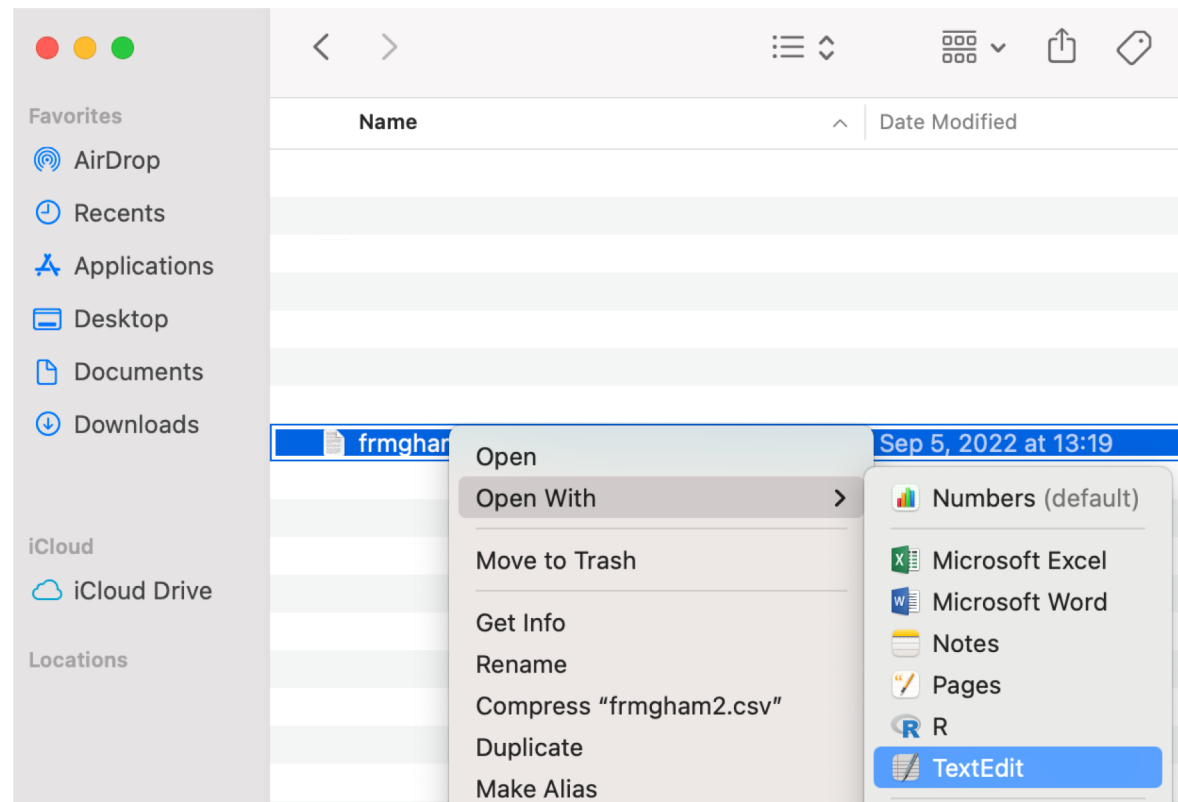 Favorites
AirDrop
Recents
Applications
Desktop
Documents
Downloads
iCloud
iCloud Drive
Locations
Name
Date Modified
Sep 5, 2022 at 13:19
Open
Open With
Move to Trash
Get Info
Rename
Compress “frmgham2.csv”
Duplicate
Make Alias
Numbers (default)
Microsoft Excel
Microsoft Word
Notes
Pages
R
TextEdit